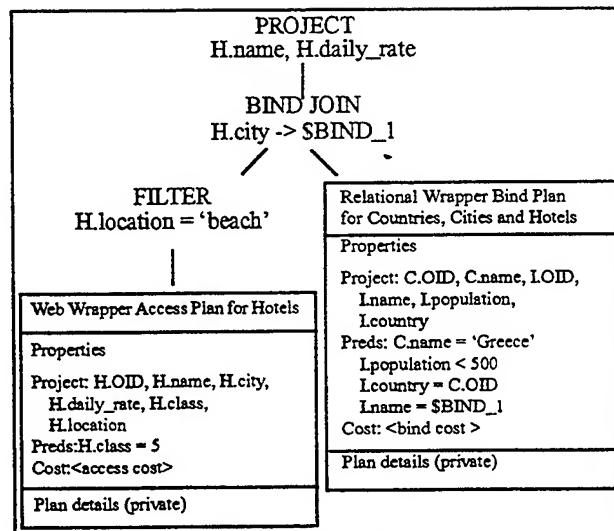 PROJECT
H.name, H.daily_rate
BIND JOIN
H.city -> $BIND_1
FILTER
H.location = ‘beach’
Relational Wrapper Bind Plan
for Countries, Cities and Hotels
Properties
Project: C.OID, C.name, I.OID,
I.name, I.population,
I.country
Preds: C.name = ‘Greece’
I.population < 500
I.country = C.OID
I.name = $BIND_1
Cost: <bind cost >
Plan details (private)
Web Wrapper Access Plan for Hotels
Properties
Project: H.OID, H.name, H.city,
H.daily_rate, H.class,
H.location
Preds:H.class = 5
Cost:<access cost>
Plan details (private)